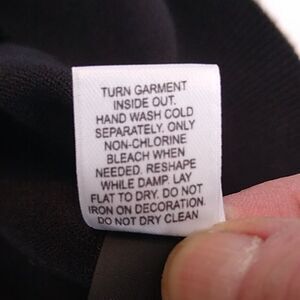 TURN GARMENT
INSIDE OUT.
HAND WASH COLD
SEPARATELY. ONLY
NON-CHLORINE
BLEACH WHEN
NEEDED. RESHAPE
WHILE DAMP. LAY
FLAT TO DRY. DO NOT
IRON ON DECORATION.
DO NOT DRY CLEAN